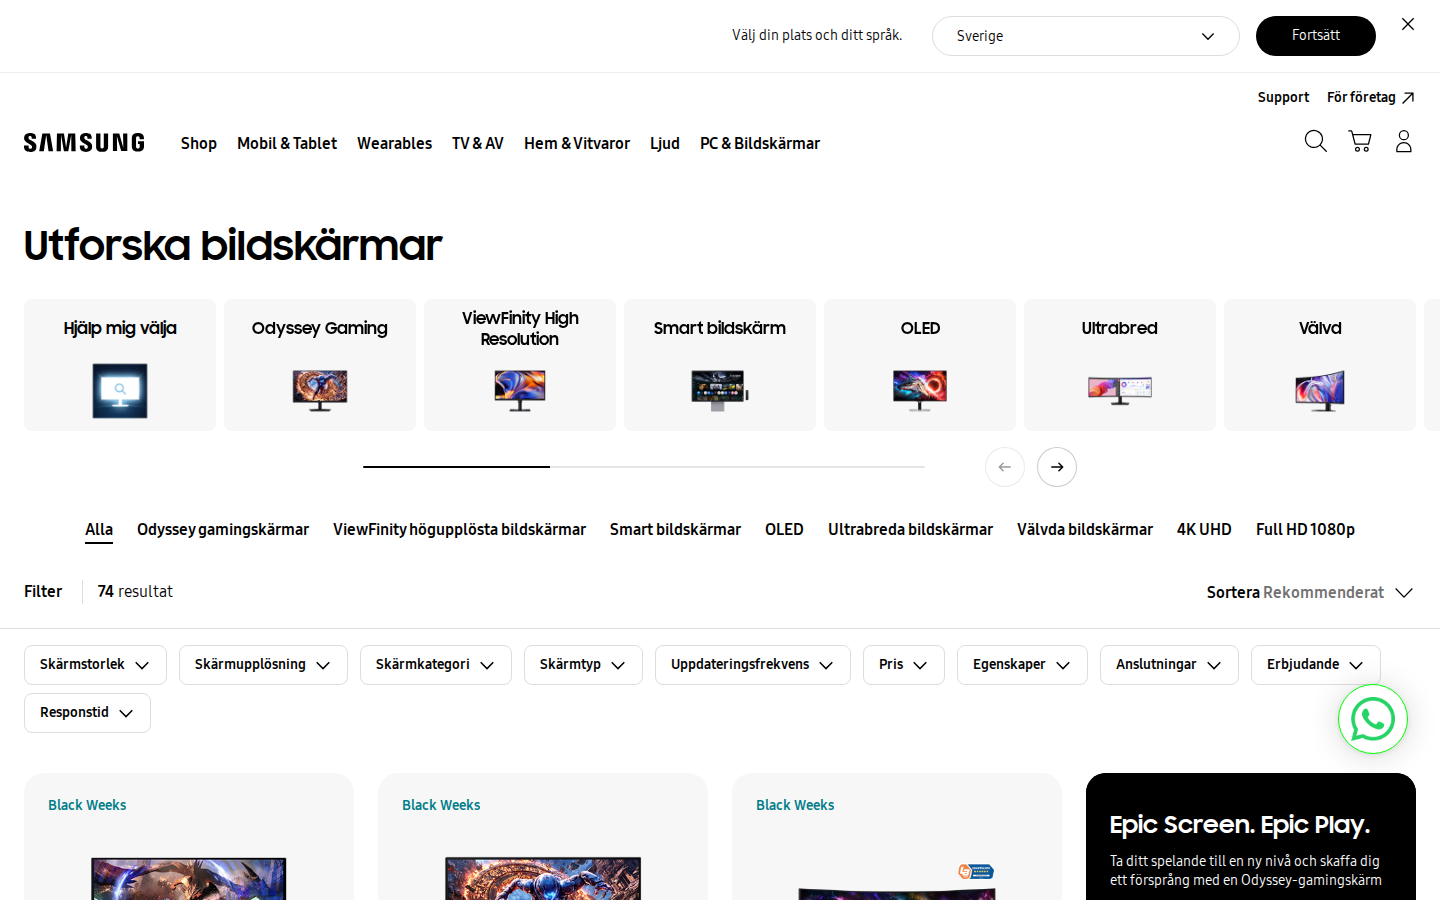 Välj din plats och ditt språk.
Sverige
Fortsätt
Support
För företag
SAMSUNG
Shop
Mobil & Tablet
Wearables
TV & AV
Hem & Vitvaror
Ljud
PC & Bildskärmar
Utforska bildskärmar
Hjälp mig välja
Odyssey Gaming
ViewFinity High
Resolution
Smart bildskärm
OLED
Ultrabred
Välvd
Alla
Odyssey gamingskärmar
ViewFinity högupplösta bildskärmar
Smart bildskärmar
OLED
Ultrabreda bildskärmar
Välvda bildskärmar
4K UHD
Full HD 1080p
Filter
74 resultat
Sortera Rekommenderat
Skärmstorlek
Skärmupplösning
Skärmkategori
Skärmtyp
Uppdateringsfrekvens
Pris
Egenskaper
Anslutningar
Erbjudande
Responstid
Black Weeks
Black Weeks
Black Weeks
Epic Screen. Epic Play.
Ta ditt spelande till en ny nivå och skaffa dig
ett försprång med en Odyssey-gamingskärm